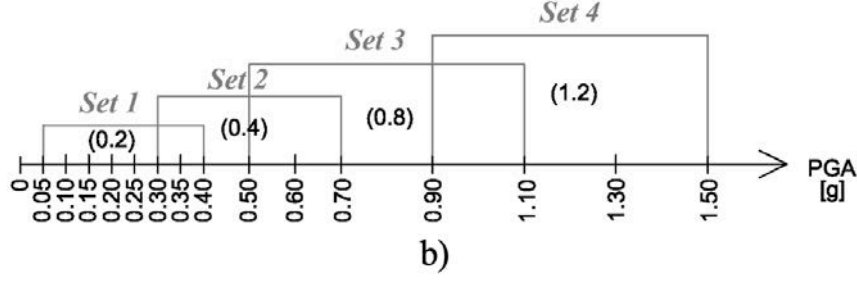 Set 4
Set 3
Set 2
Set 1
(1.2)
(0.8)
(0.4)
(0.2)
PGA
[g]
0 0.05 0.10 0.15 0.20 0.25 0.30 0.35 0.40 0.50 0.60 0.70 0.90 1.10 1.30 1.50
b)